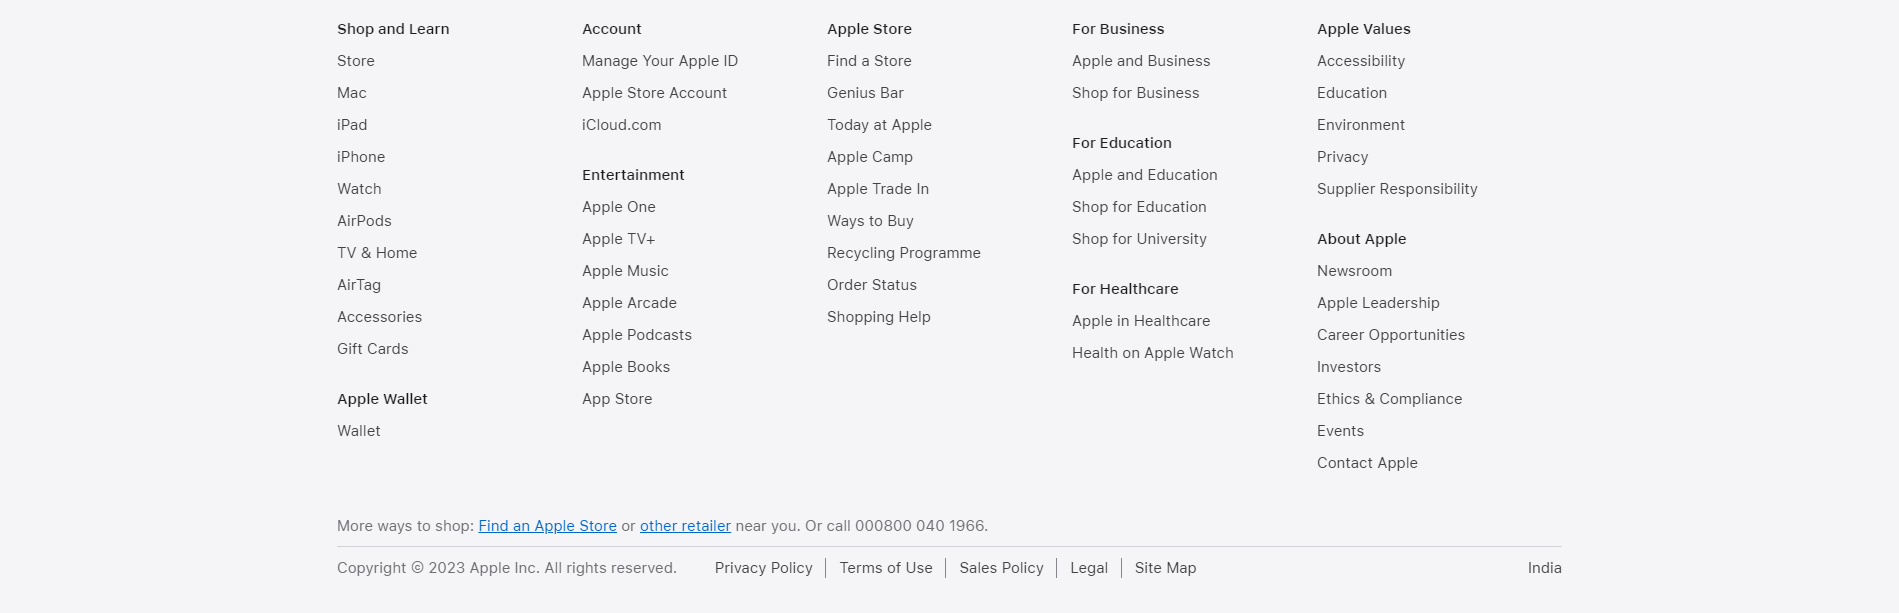 Shop and Learn
Store
Mac
iPad
iPhone
Watch
AirPods
TV & Home
AirTag
Accessories
Gift Cards
Apple Wallet
Wallet
Account
Manage Your Apple ID
Apple Store Account
iCloud.com
Entertainment
Apple One
Apple TV+
Apple Music
Apple Arcade
Apple Podcasts
Apple Books
App Store
Apple Store
Find a Store
Genius Bar
Today at Apple
Apple Camp
Apple Trade In
Ways to Buy
Recycling Programme
Order Status
Shopping Help
For Business
Apple and Business
Shop for Business
For Education
Apple and Education
Shop for Education
Shop for University
For Healthcare
Apple in Healthcare
Health on Apple Watch
Apple Values
Accessibility
Education
Environment
Privacy
Supplier Responsibility
About Apple
Newsroom
Apple Leadership
Career Opportunities
Investors
Ethics & Compliance
Events
Contact Apple
More ways to shop: Find an Apple Store or other retailer near you. Or call 000800 040 1966.
Copyright © 2023 Apple Inc. All rights reserved. Privacy Policy Terms of Use Sales Policy Legal Site Map India